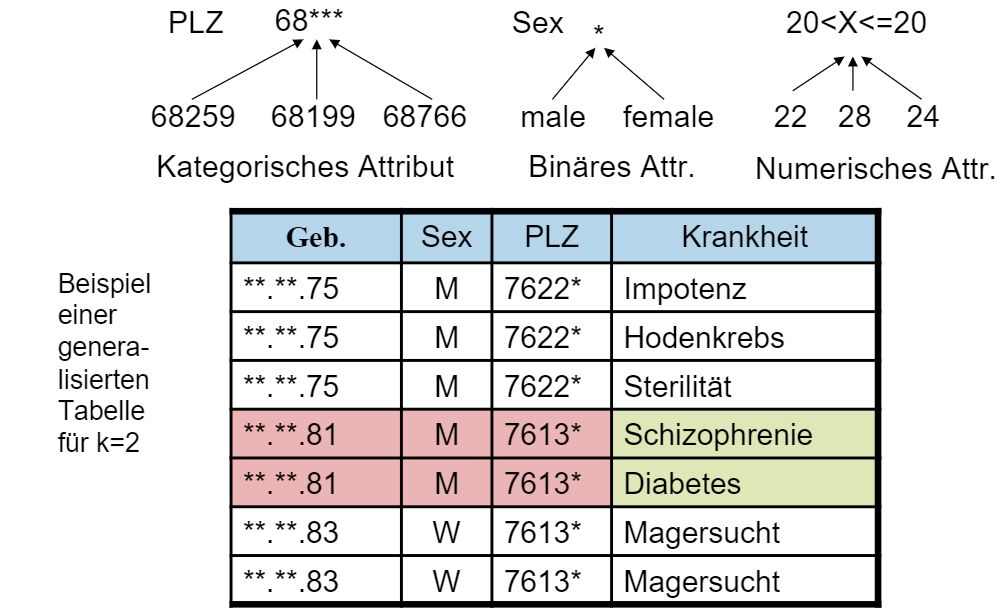 PLZ 68*** Sex * 20<X<=20
68259 68199 68766 male female 22 28 24
Kategorisches Attribut Binäres Attr. Numerisches Attr.
Beispiel
einer
genera-
lisierten
Tabelle
für k=2
Geb. Sex PLZ Krankheit
**.**.75 M 7622* Impotenz
**.**.75 M 7622* Hodenkrebs
**.**.75 M 7622* Sterilität
**.**.81 M 7613* Schizophrenie
**.**.81 M 7613* Diabetes
**.**.83 W 7613* Magersucht
**.**.83 W 7613* Magersucht